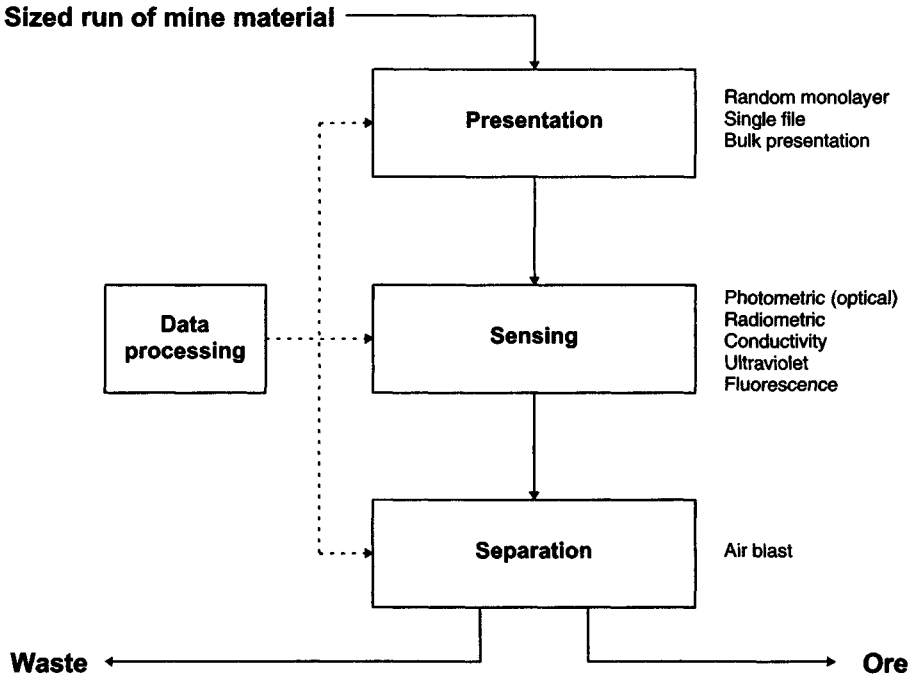 Sized run of mine material
Presentation
Random monolayer
Single file
Bulk presentation
Data
processing
Sensing
Photometric (optical)
Radiometric
Conductivity
Ultraviolet
Fluorescence
Separation
Air blast
Waste
Ore